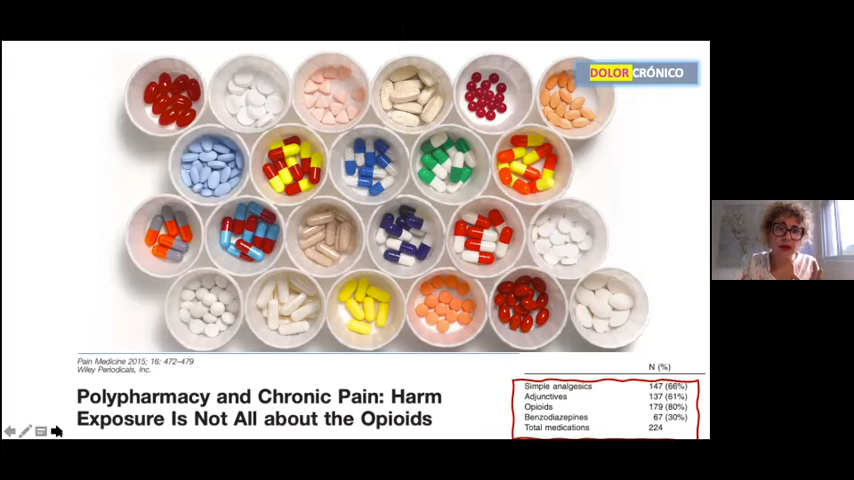 DOLOR CRÓNICO
Pain Medicine 2015; 16: 472–479
Wiley Periodicals, Inc.
Polypharmacy and Chronic Pain: Harm
Exposure Is Not All about the Opioids
N (%)
Simple analgesics 147 (66%)
Adjunctives 137 (61%)
Opioids 179 (80%)
Benzodiazepines 67 (30%)
Total medications 224